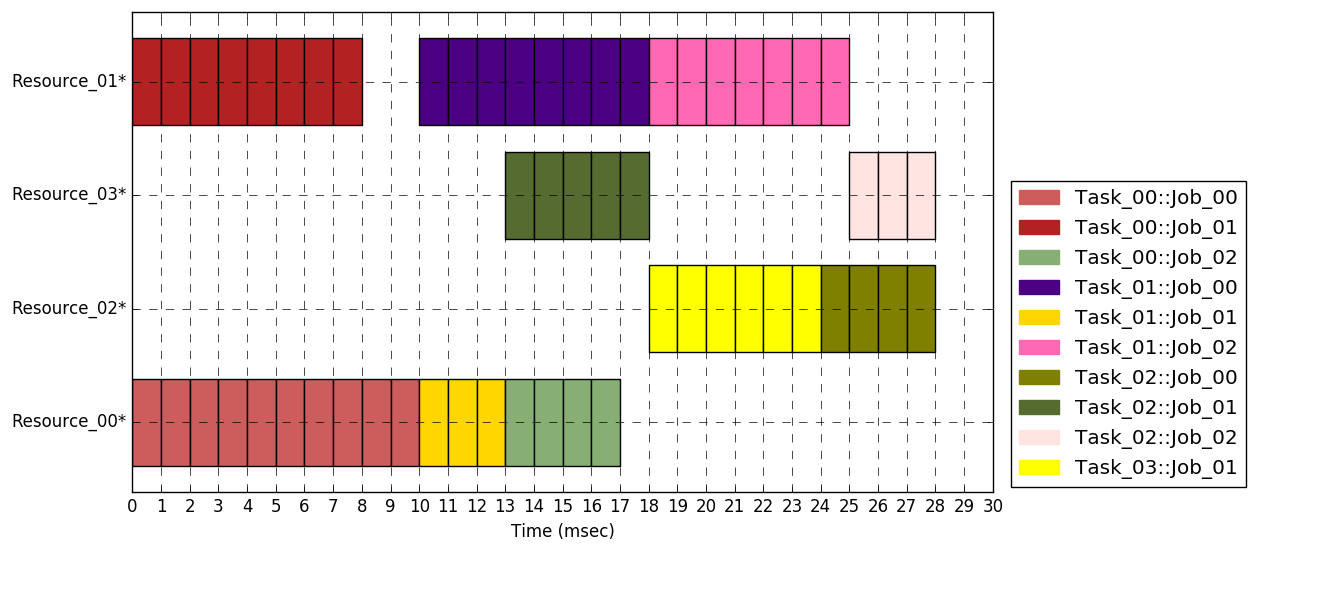 Resource_01*
Resource_03*
Resource_02*
Resource_00*
0 1 2 3 4 5 6 7 8 9 10 11 12 13 14 15 16 17 18 19 20 21 22 23 24 25 26 27 28 29 30
Time (msec)
Task_00::Job_00
Task_00::Job_01
Task_00::Job_02
Task_01::Job_00
Task_01::Job_01
Task_01::Job_02
Task_02::Job_00
Task_02::Job_01
Task_02::Job_02
Task_03::Job_01